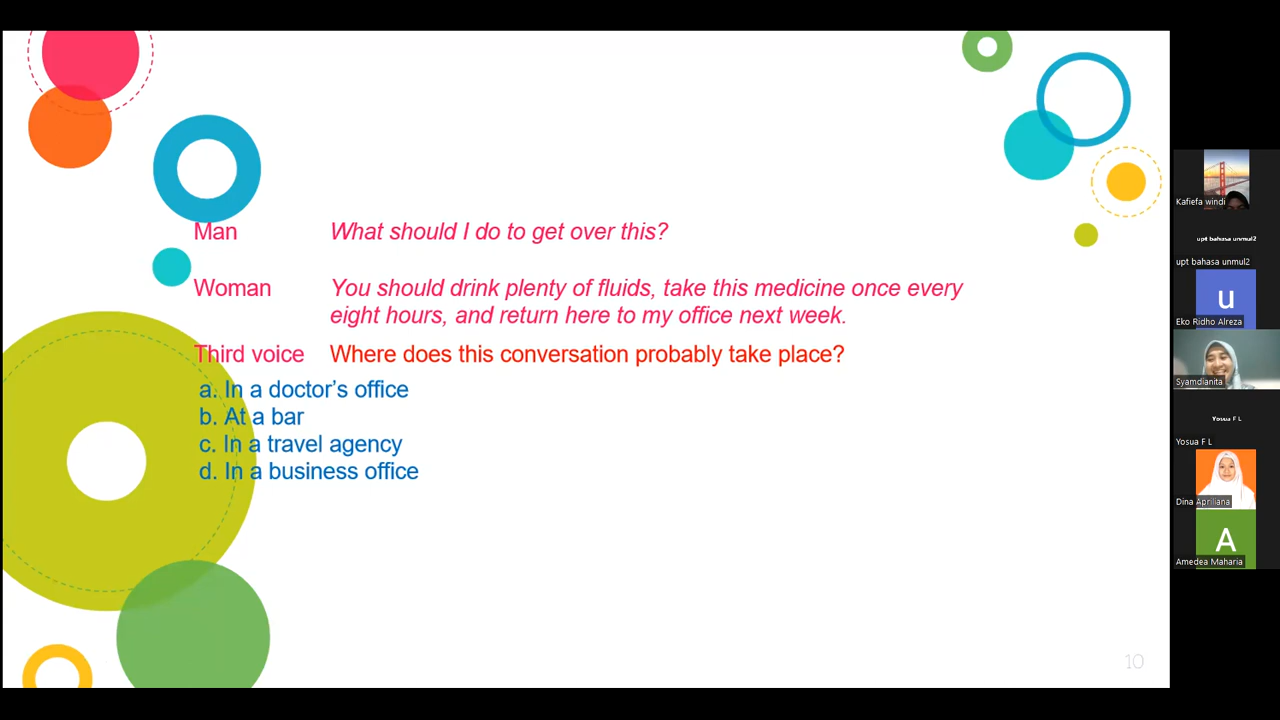 Man What should I do to get over this?
Woman You should drink plenty of fluids, take this medicine once every
eight hours, and return here to my office next week.
Third voice Where does this conversation probably take place?
a. In a doctor's office
b. At a bar
c. In a travel agency
d. In a business office
10
Kafiefa windi
upt bahasa unmul2
upt bahasa unmul2
u
Eko Ridho Alreza
Syamdianita
Yosua F L
Yosua F L
Dina Apriliana
A
Amedea Maharia